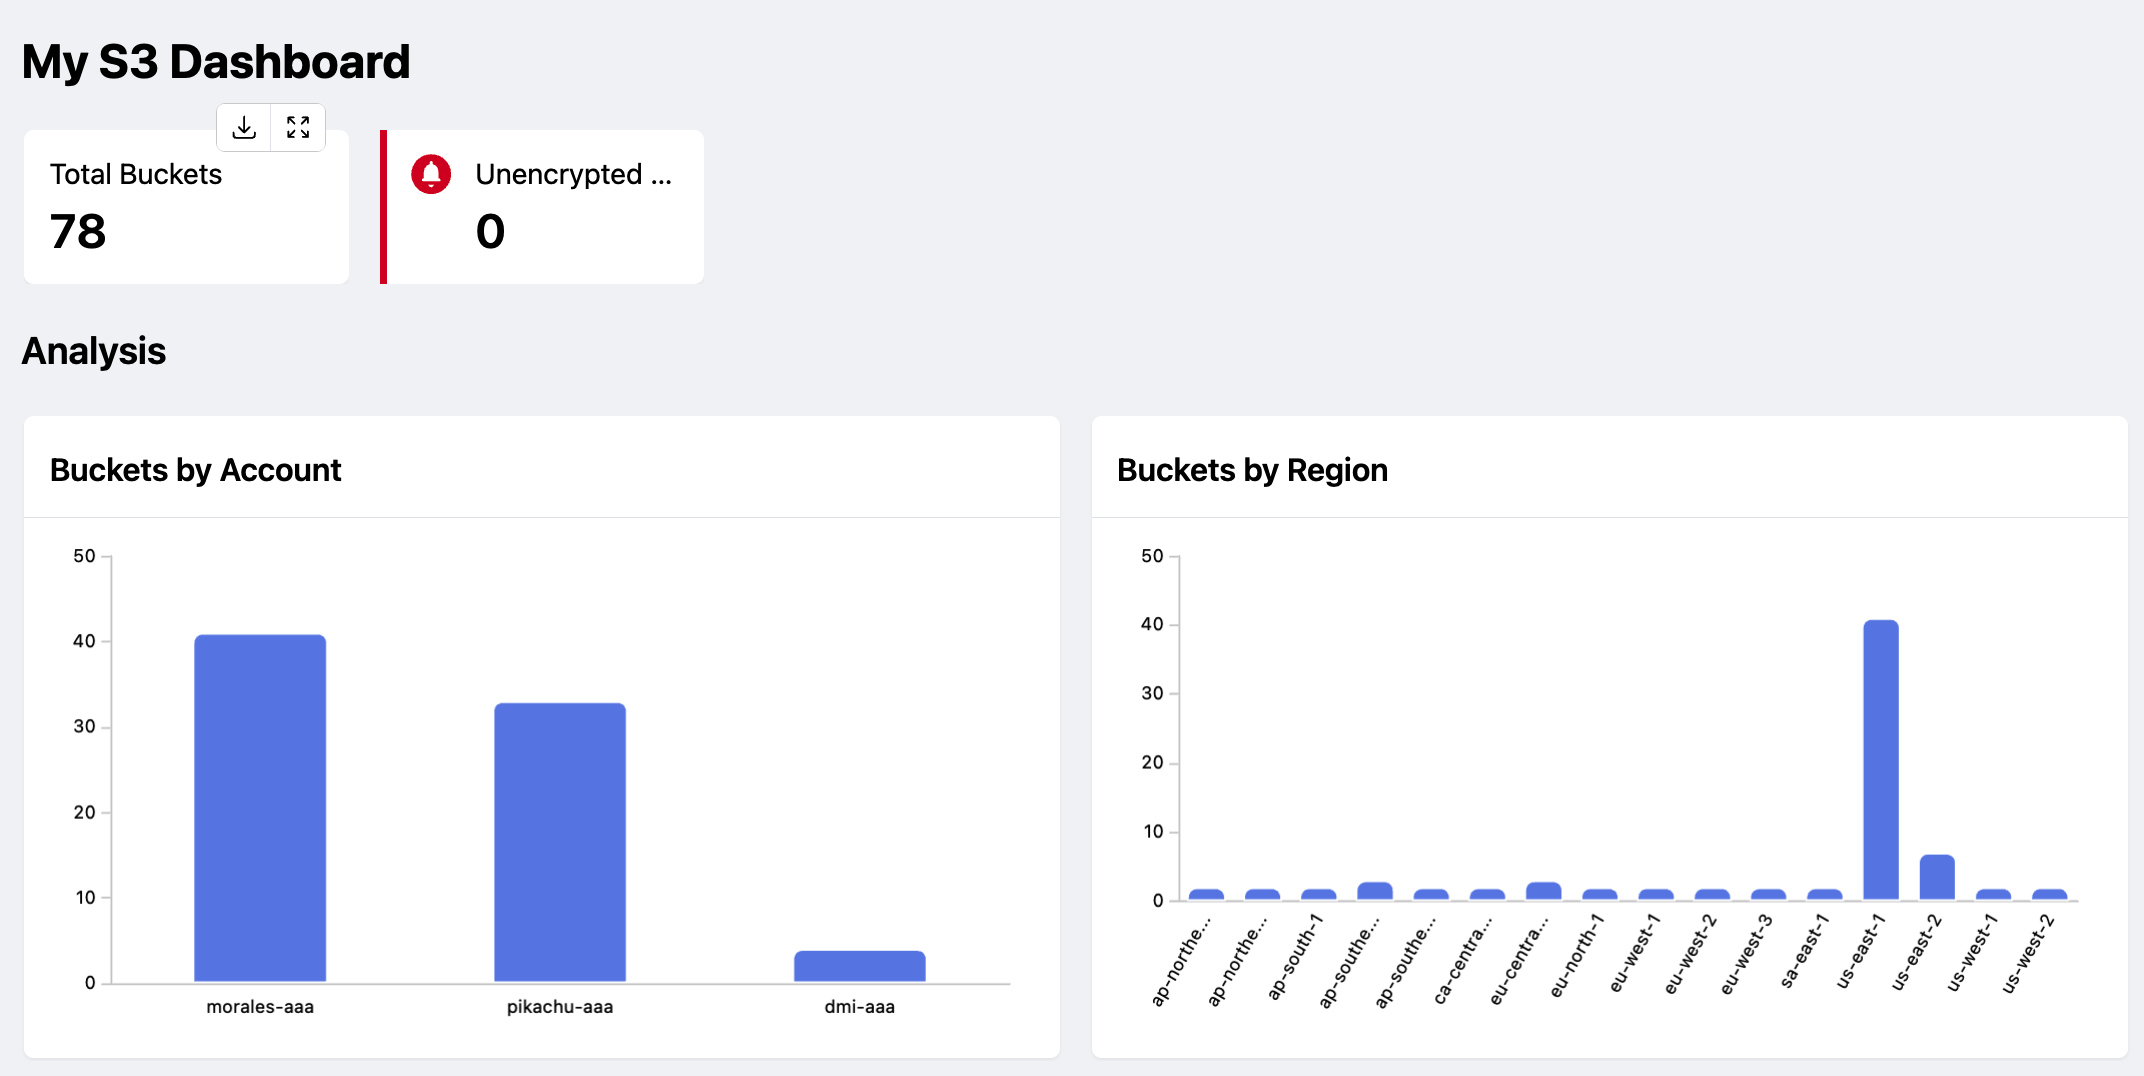 My S3 Dashboard
Total Buckets
78
Unencrypted ...
0
Analysis
Buckets by Account
50
40
30
20
10
0
morales-aaa
pikachu-aaa
dmi-aaa
Buckets by Region
50
40
30
20
10
0
ap-northe...
ap-northe...
ap-south-1
ap-southe...
ap-southe...
ca-centra...
eu-centra...
eu-north-1
eu-west-1
eu-west-2
eu-west-3
sa-east-1
us-east-1
us-east-2
us-west-1
us-west-2